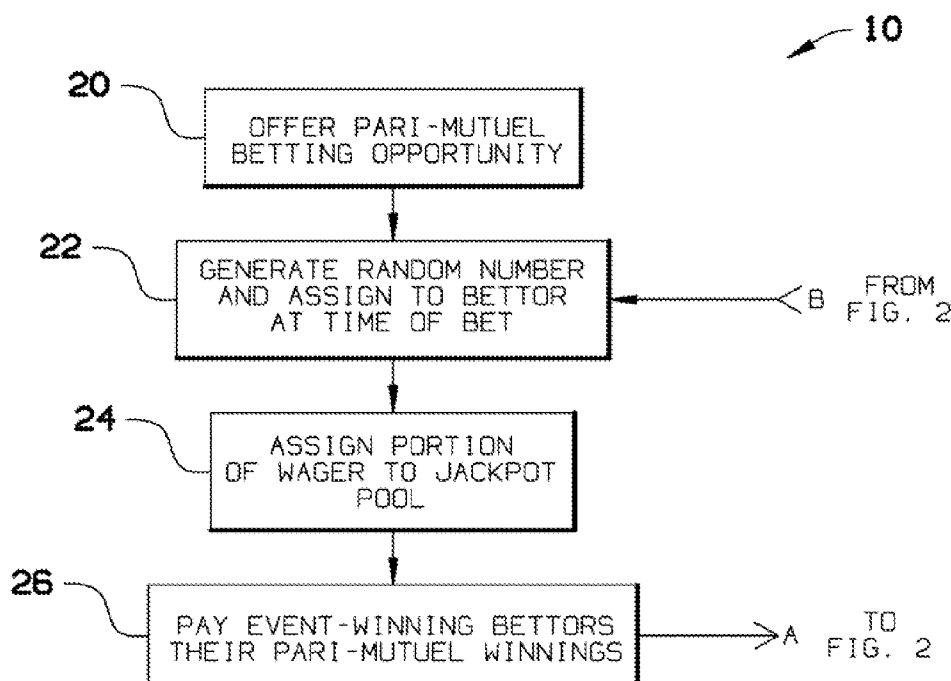 10
20
OFFER PARI-MUTUEL
BETTING OPPORTUNITY
22
GENERATE RANDOM NUMBER
AND ASSIGN TO BETTOR
AT TIME OF BET
B FROM
FIG. 2
24
ASSIGN PORTION
OF WAGER TO JACKPOT
POOL
26
PAY EVENT-WINNING BETTORS
THEIR PARI-MUTUEL WINNINGS
A TO
FIG. 2